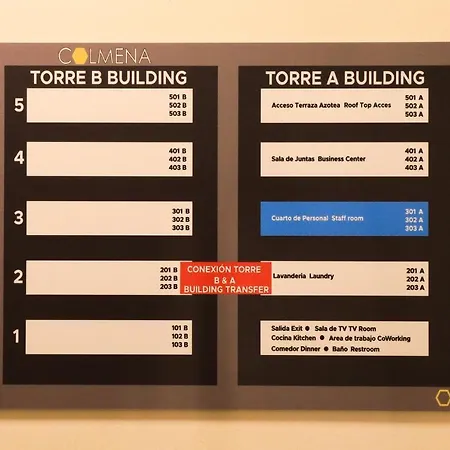 COLMENA
TORRE B BUILDING
5
501 B
502 B
503 B
4
401 B
402 B
403 B
3
301 B
302 B
303 B
2
201 B
202 B
203 B
1
101 B
102 B
103 B
CONEXIÓN TORRE
B & A
BUILDING TRANSFER
TORRE A BUILDING
Acceso Terraza Azotea Roof Top Acces
501 A
502 A
503 A
Sala de Juntas Business Center
401 A
402 A
403 A
Cuarto de Personal Staff room
301 A
302 A
303 A
Lavanderia Laundry
201 A
202 A
203 A
Salida Exit ● Sala de TV TV Room
Cocina Kitchen ● Area de trabajo CoWorking
Comedor Dinner ● Baño Restroom